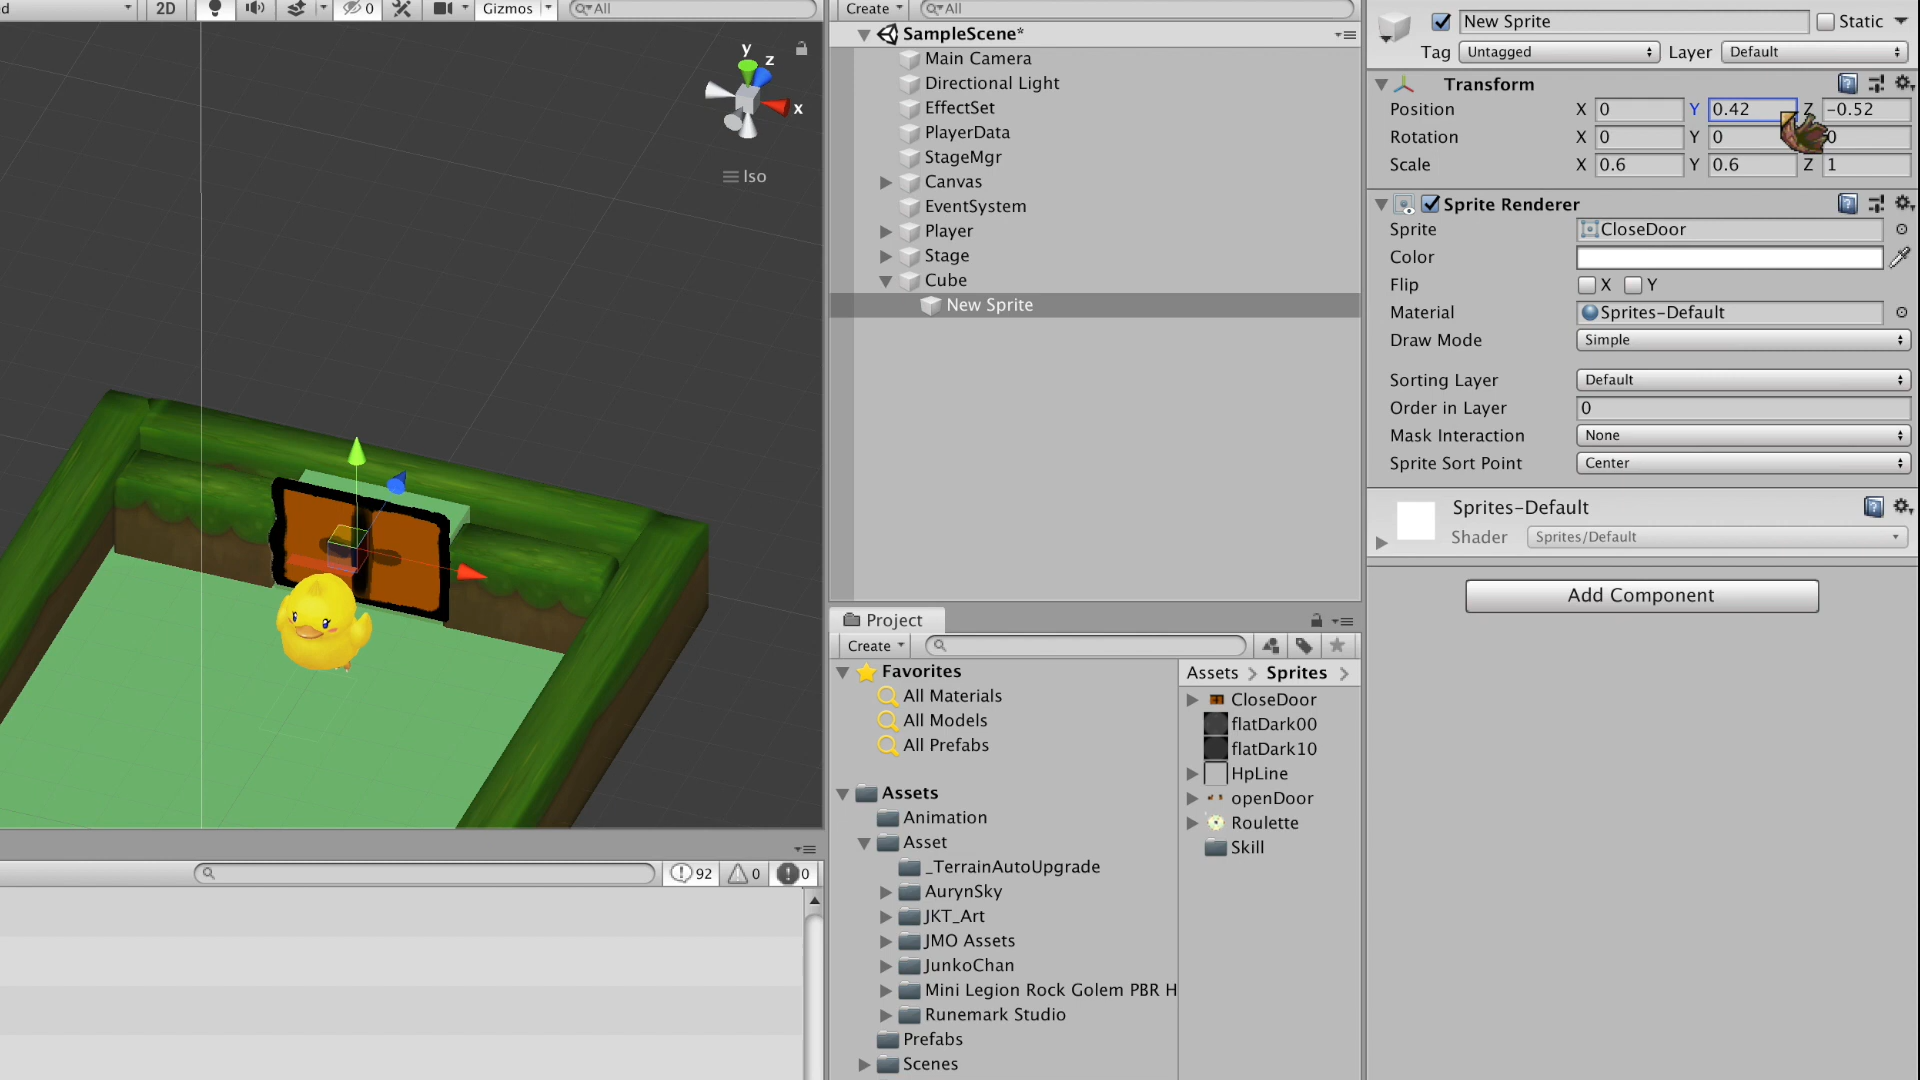 d
2D
0
Gizmos
All
y
z
x
Iso
92
0
0
Create
All
SampleScene*
Main Camera
Directional Light
EffectSet
PlayerData
StageMgr
Canvas
EventSystem
Player
Stage
Cube
New Sprite
Project
Create
Favorites
All Materials
All Models
All Prefabs
Assets
Animation
Asset
_TerrainAutoUpgrade
AurynSky
JKT_Art
JMO Assets
JunkoChan
Mini Legion Rock Golem PBR H
Runemark Studio
Prefabs
Scenes
Assets > Sprites >
CloseDoor
flatDark00
flatDark10
HpLine
openDoor
Roulette
Skill
New Sprite
Static
Tag Untagged Layer Default
Transform
Position X 0 Y 0.42 Z -0.52
Rotation X 0 Y 0 0
Scale X 0.6 Y 0.6 Z 1
Sprite Renderer
Sprite CloseDoor
Color
Flip X Y
Material Sprites-Default
Draw Mode Simple
Sorting Layer Default
Order in Layer 0
Mask Interaction None
Sprite Sort Point Center
Sprites-Default
Shader Sprites/Default
Add Component